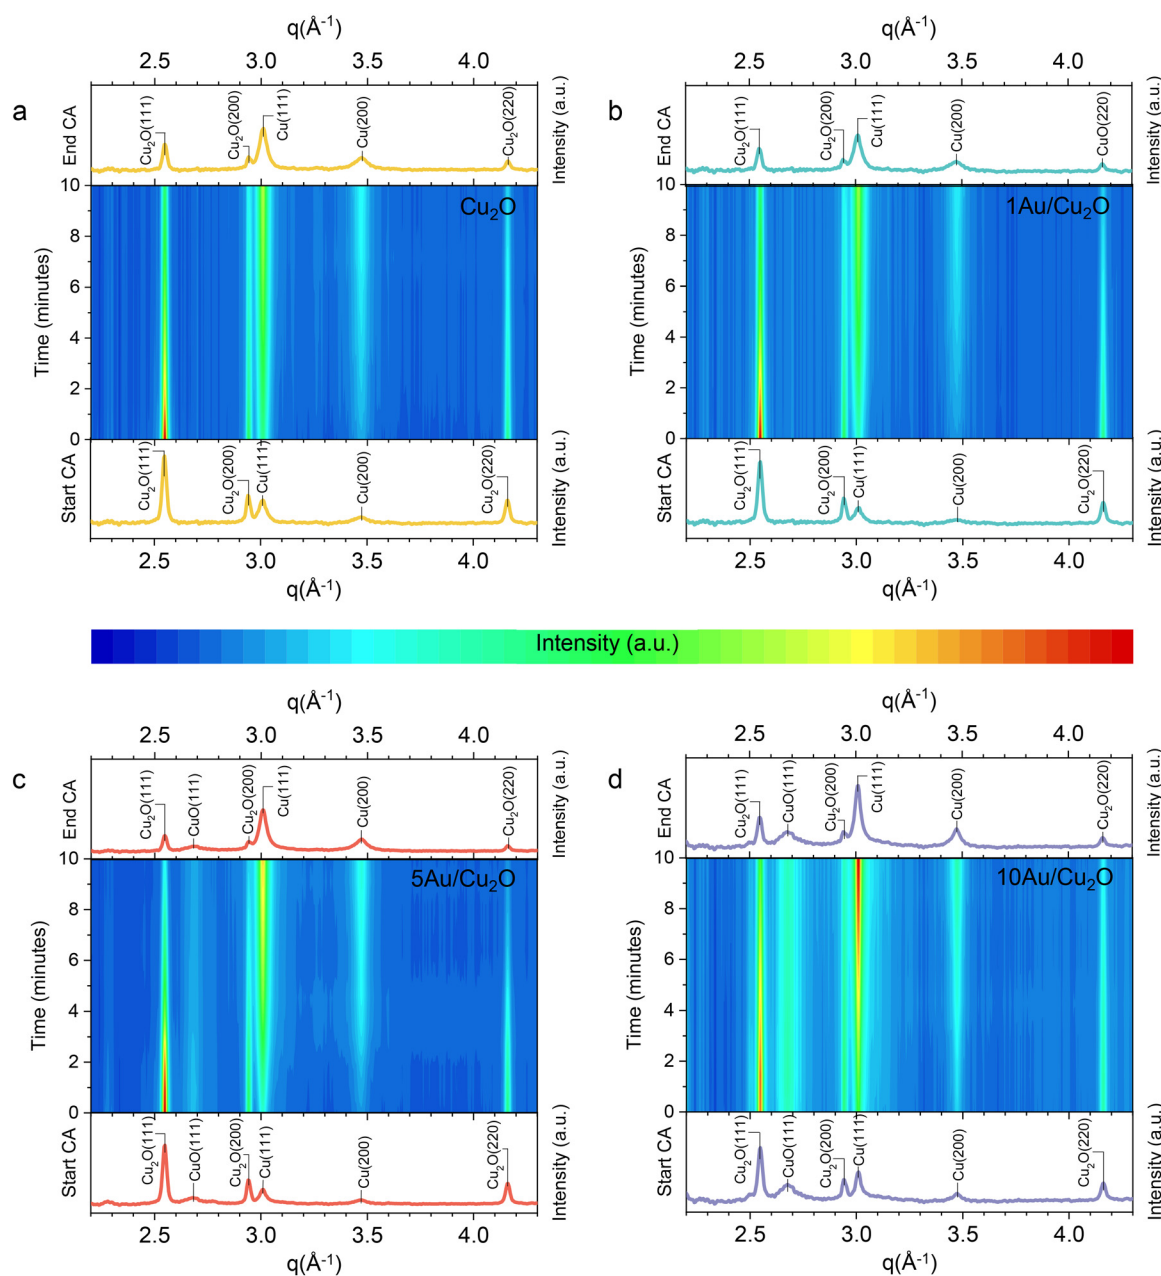 q(Å-1)
q(Å-1)
2.5 3.0 3.5 4.0
2.5 3.0 3.5 4.0
a
End CA
Cu2O(111)
Cu2O(200)
Cu(111)
Cu(200)
Cu2O(220)
Intensity (a.u.)
b
End CA
Cu2O(111)
Cu2O(200)
Cu(111)
Cu(200)
CuO(220)
Intensity (a.u.)
Cu2O
Time (minutes)
10
8
6
4
2
0
1Au/Cu2O
Time (minutes)
10
8
6
4
2
0
Start CA
Cu2O(111)
Cu2O(200)
Cu(111)
Cu(200)
Cu2O(220)
Intensity (a.u.)
Start CA
Cu2O(111)
Cu2O(200)
Cu(111)
Cu(200)
Cu2O(220)
Intensity (a.u.)
2.5 3.0 3.5 4.0
2.5 3.0 3.5 4.0
q(Å-1)
q(Å-1)
Intensity (a.u.)
q(Å-1)
q(Å-1)
2.5 3.0 3.5 4.0
2.5 3.0 3.5 4.0
c
End CA
Cu2O(111)
CuO(111)
Cu2O(200)
Cu(111)
Cu(200)
Cu2O(220)
Intensity (a.u.)
d
End CA
Cu2O(111)
CuO(111)
Cu2O(200)
Cu(111)
Cu(200)
Cu2O(220)
Intensity (a.u.)
5Au/Cu2O
Time (minutes)
10
8
6
4
2
0
10Au/Cu2O
Time (minutes)
10
8
6
4
2
0
Start CA
Cu2O(111)
CuO(111)
Cu2O(200)
Cu(111)
Cu(200)
Cu2O(220)
Intensity (a.u.)
Start CA
Cu2O(111)
CuO(111)
Cu2O(200)
Cu(111)
Cu(200)
Cu2O(220)
Intensity (a.u.)
2.5 3.0 3.5 4.0
2.5 3.0 3.5 4.0
q(Å-1)
q(Å-1)